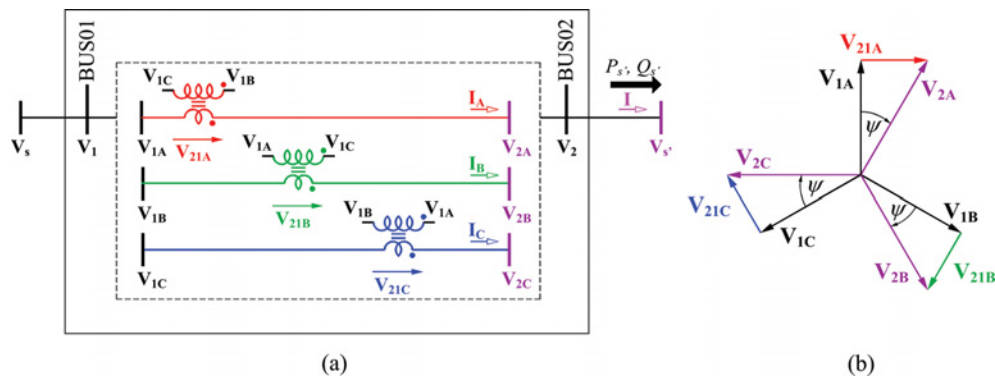 BUS01
BUS02
V1C V1B
IA
V1A V21A V2A
V1A V1C
IB
V1B V21B V2B
V1B V1A
IC
V1C V21C V2C
Vs V1
V2
Ps', Qs'
I
Vs'
(a)
V21A
V1A
V2A
ψ
V2C
ψ
V21C
V1C
ψ
V1B
V2B
V21B
(b)